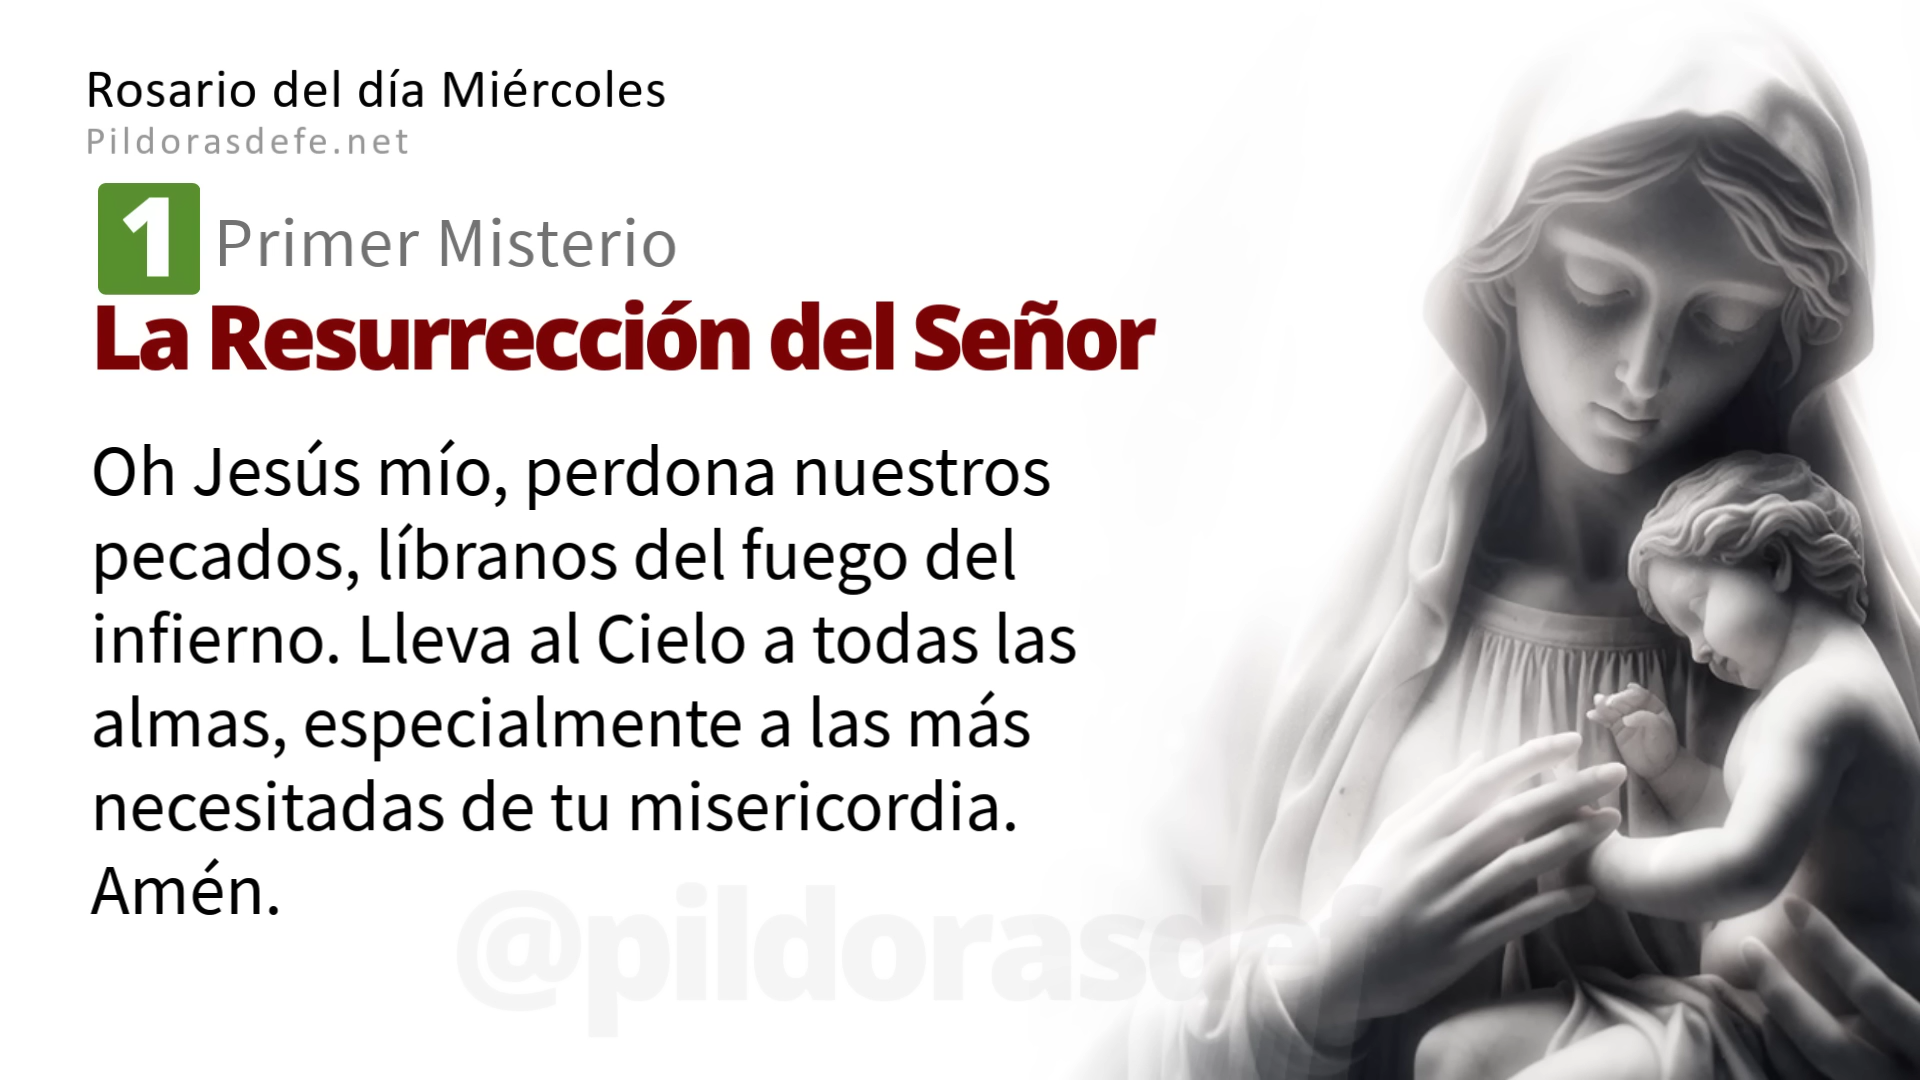 Rosario del día Miércoles
Pildorasdefe.net
1 Primer Misterio
La Resurrección del Señor
Oh Jesús mío, perdona nuestros
pecados, líbranos del fuego del
infierno. Lleva al Cielo a todas las
almas, especialmente a las más
necesitadas de tu misericordia.
Amén.
@pildorasdef